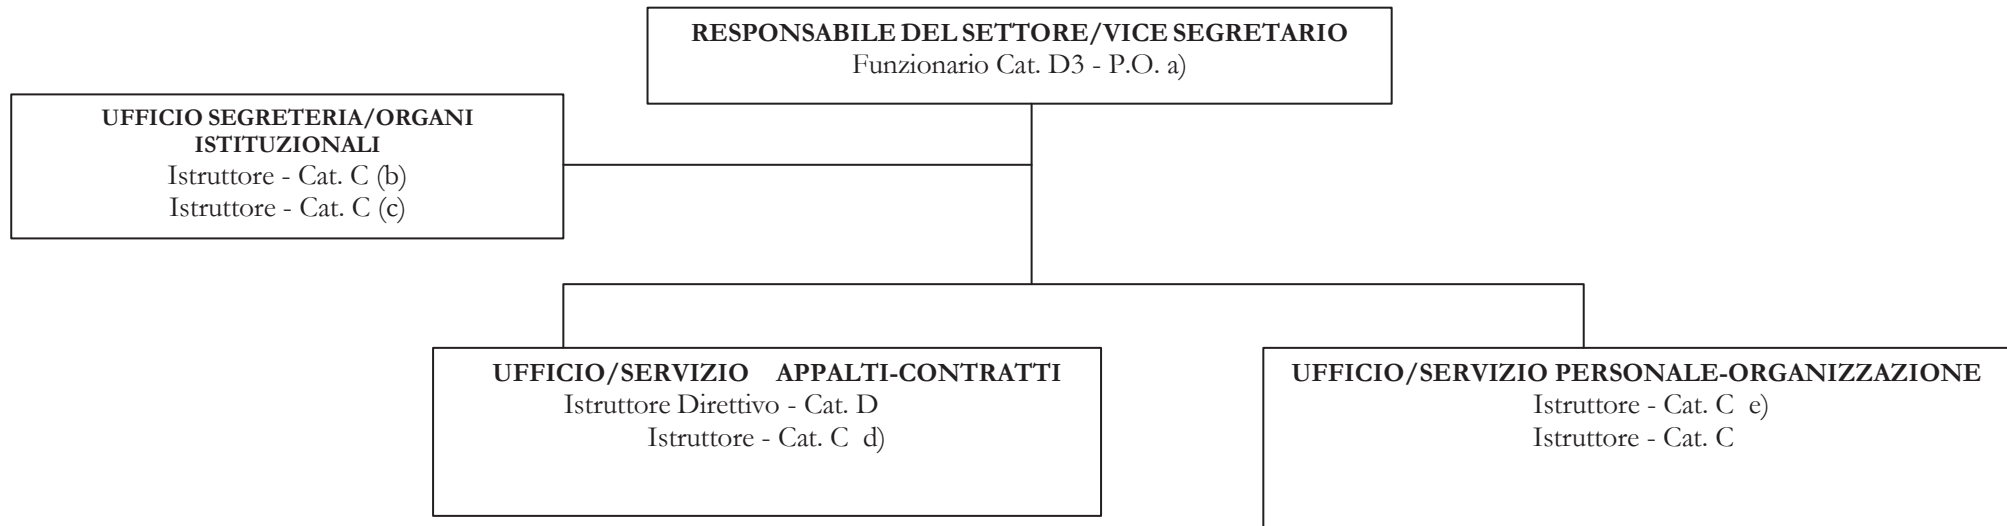 RESPONSABILE DEL SETTORE/VICE SEGRETARIO
Funzionario Cat. D3 - P.O. a)
UFFICIO SEGRETERIA/ORGANI
ISTITUZIONALI
Istruttore - Cat. C (b)
Istruttore - Cat. C (c)
UFFICIO/SERVIZIO APPALTI-CONTRATTI
Istruttore Direttivo - Cat. D
Istruttore - Cat. C d)
UFFICIO/SERVIZIO PERSONALE-ORGANIZZAZIONE
Istruttore - Cat. C e)
Istruttore - Cat. C